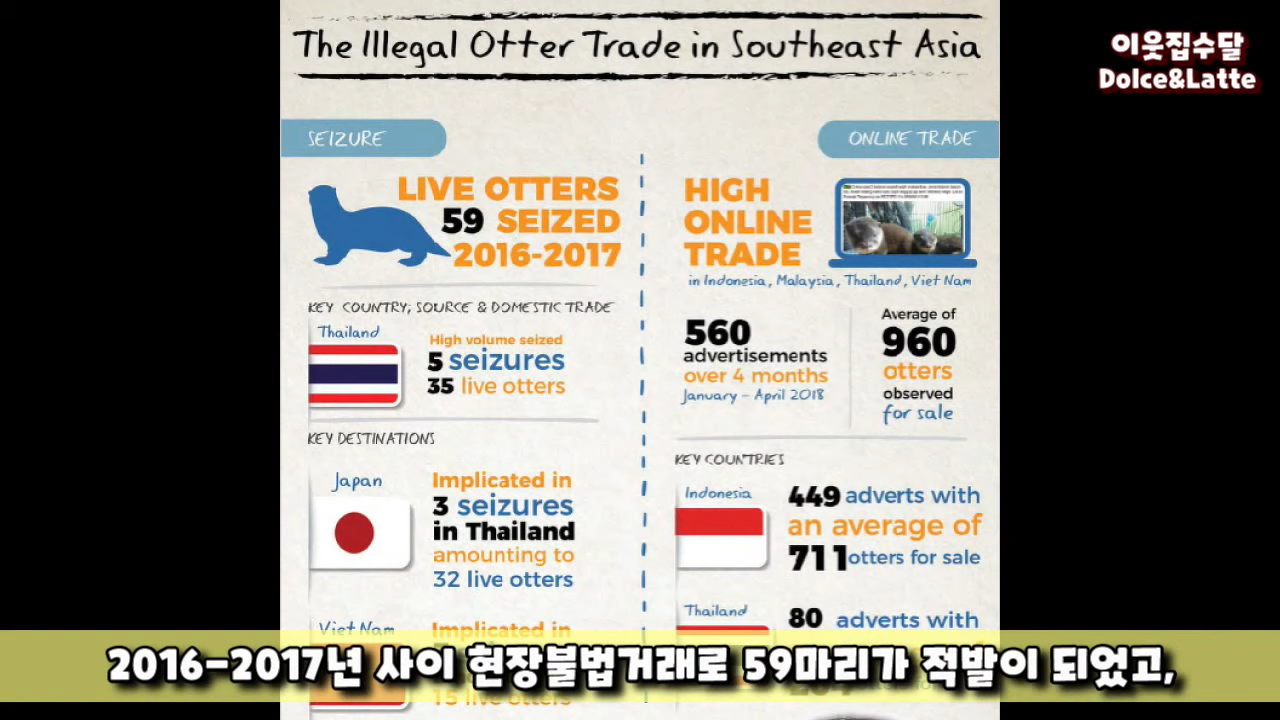 The Illegal Otter Trade in Southeast Asia
이웃집수달
Dolce&Latte
SEIZURE
LIVE OTTERS
59 SEIZED
2016-2017
KEY COUNTRY; SOURCE & DOMESTIC TRADE
Thailand
High volume seized
5 seizures
35 live otters
KEY DESTINATIONS
Japan
Implicated in
3 seizures
in Thailand
amounting to
32 live otters
Viet Nam
Implicated in
15 live otters
ONLINE TRADE
HIGH
ONLINE
TRADE
in Indonesia, Malaysia, Thailand, Viet Nam
560
advertisements
over 4 months
January - April 2018
Average of
960
otters
observed
for sale
KEY COUNTRIES
Indonesia
449 adverts with
an average of
711 otters for sale
Thailand
80 adverts with
2016-2017년 사이 현장불법거래로 59마리가 적발이 되었고,